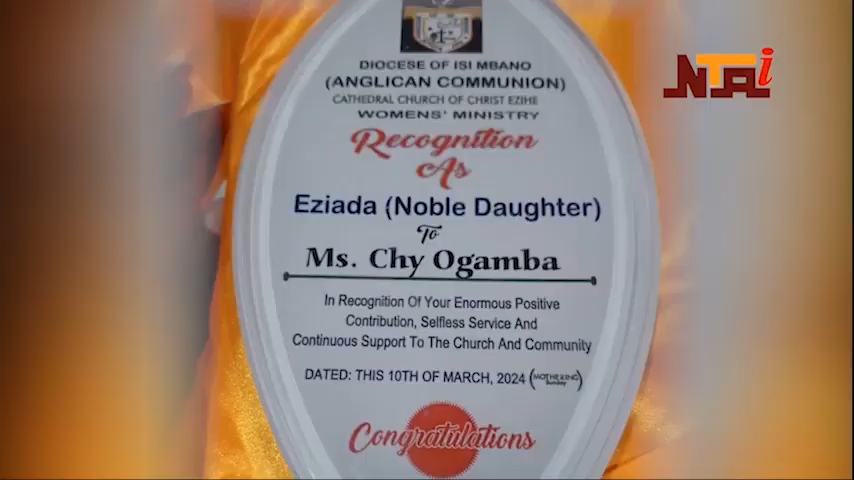 DIOCESE OF ISI MBANO
(ANGLICAN COMMUNION)
CATHEDRAL CHURCH OF CHRIST EZIHE
WOMENS' MINISTRY
Recognition
As
Eziada (Noble Daughter)
To
Ms. Chy Ogamba
In Recognition Of Your Enormous Positive
Contribution, Selfless Service And
Continuous Support To The Church And Community
DATED: THIS 10TH OF MARCH, 2024 (MOTHERING Sunday)
Congratulations
NTAi